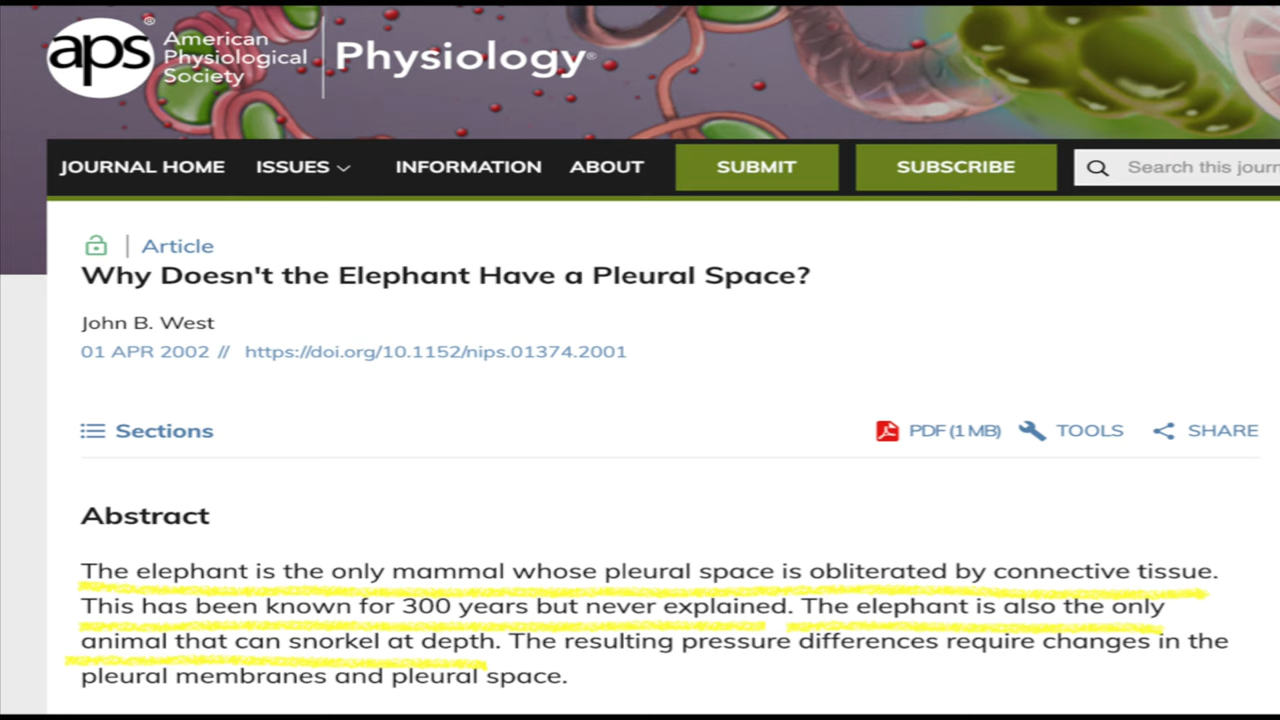 aps
®
American
Physiological
Society
Physiology®
JOURNAL HOME ISSUES INFORMATION ABOUT SUBMIT SUBSCRIBE Search this journ
Article
Why Doesn't the Elephant Have a Pleural Space?
John B. West
01 APR 2002 // https://doi.org/10.1152/nips.01374.2001
Sections PDF (1 MB) TOOLS SHARE
Abstract
The elephant is the only mammal whose pleural space is obliterated by connective tissue.
This has been known for 300 years but never explained. The elephant is also the only
animal that can snorkel at depth. The resulting pressure differences require changes in the
pleural membranes and pleural space.